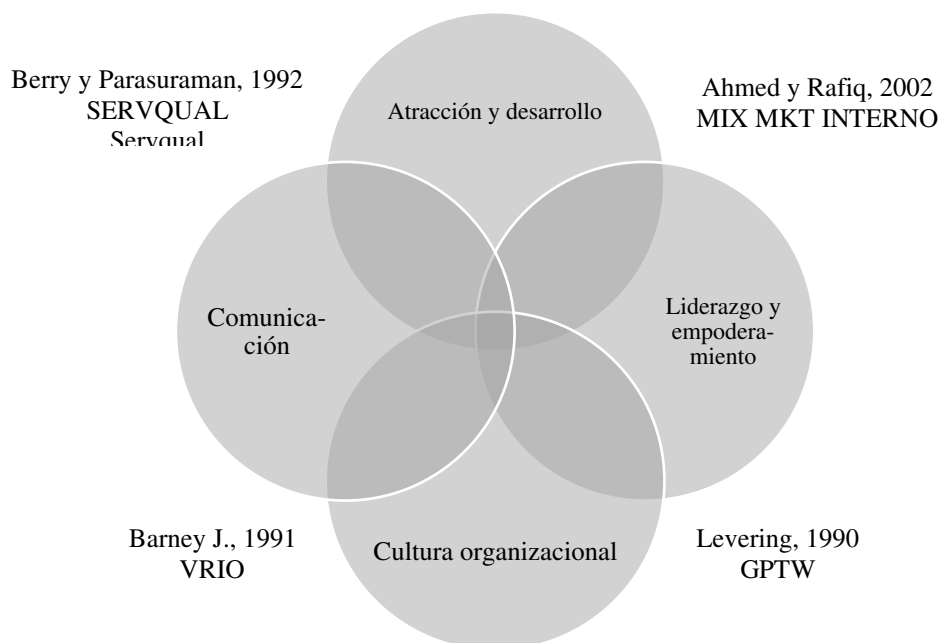 Berry y Parasuraman, 1992
SERVQUAL
Servqual
Atracción y desarrollo
Ahmed y Rafiq, 2002
MIX MKT INTERNO
Comunica-
ción
Liderazgo y
empodera-
miento
Barney J., 1991
VRIO
Cultura organizacional
Levering, 1990
GPTW